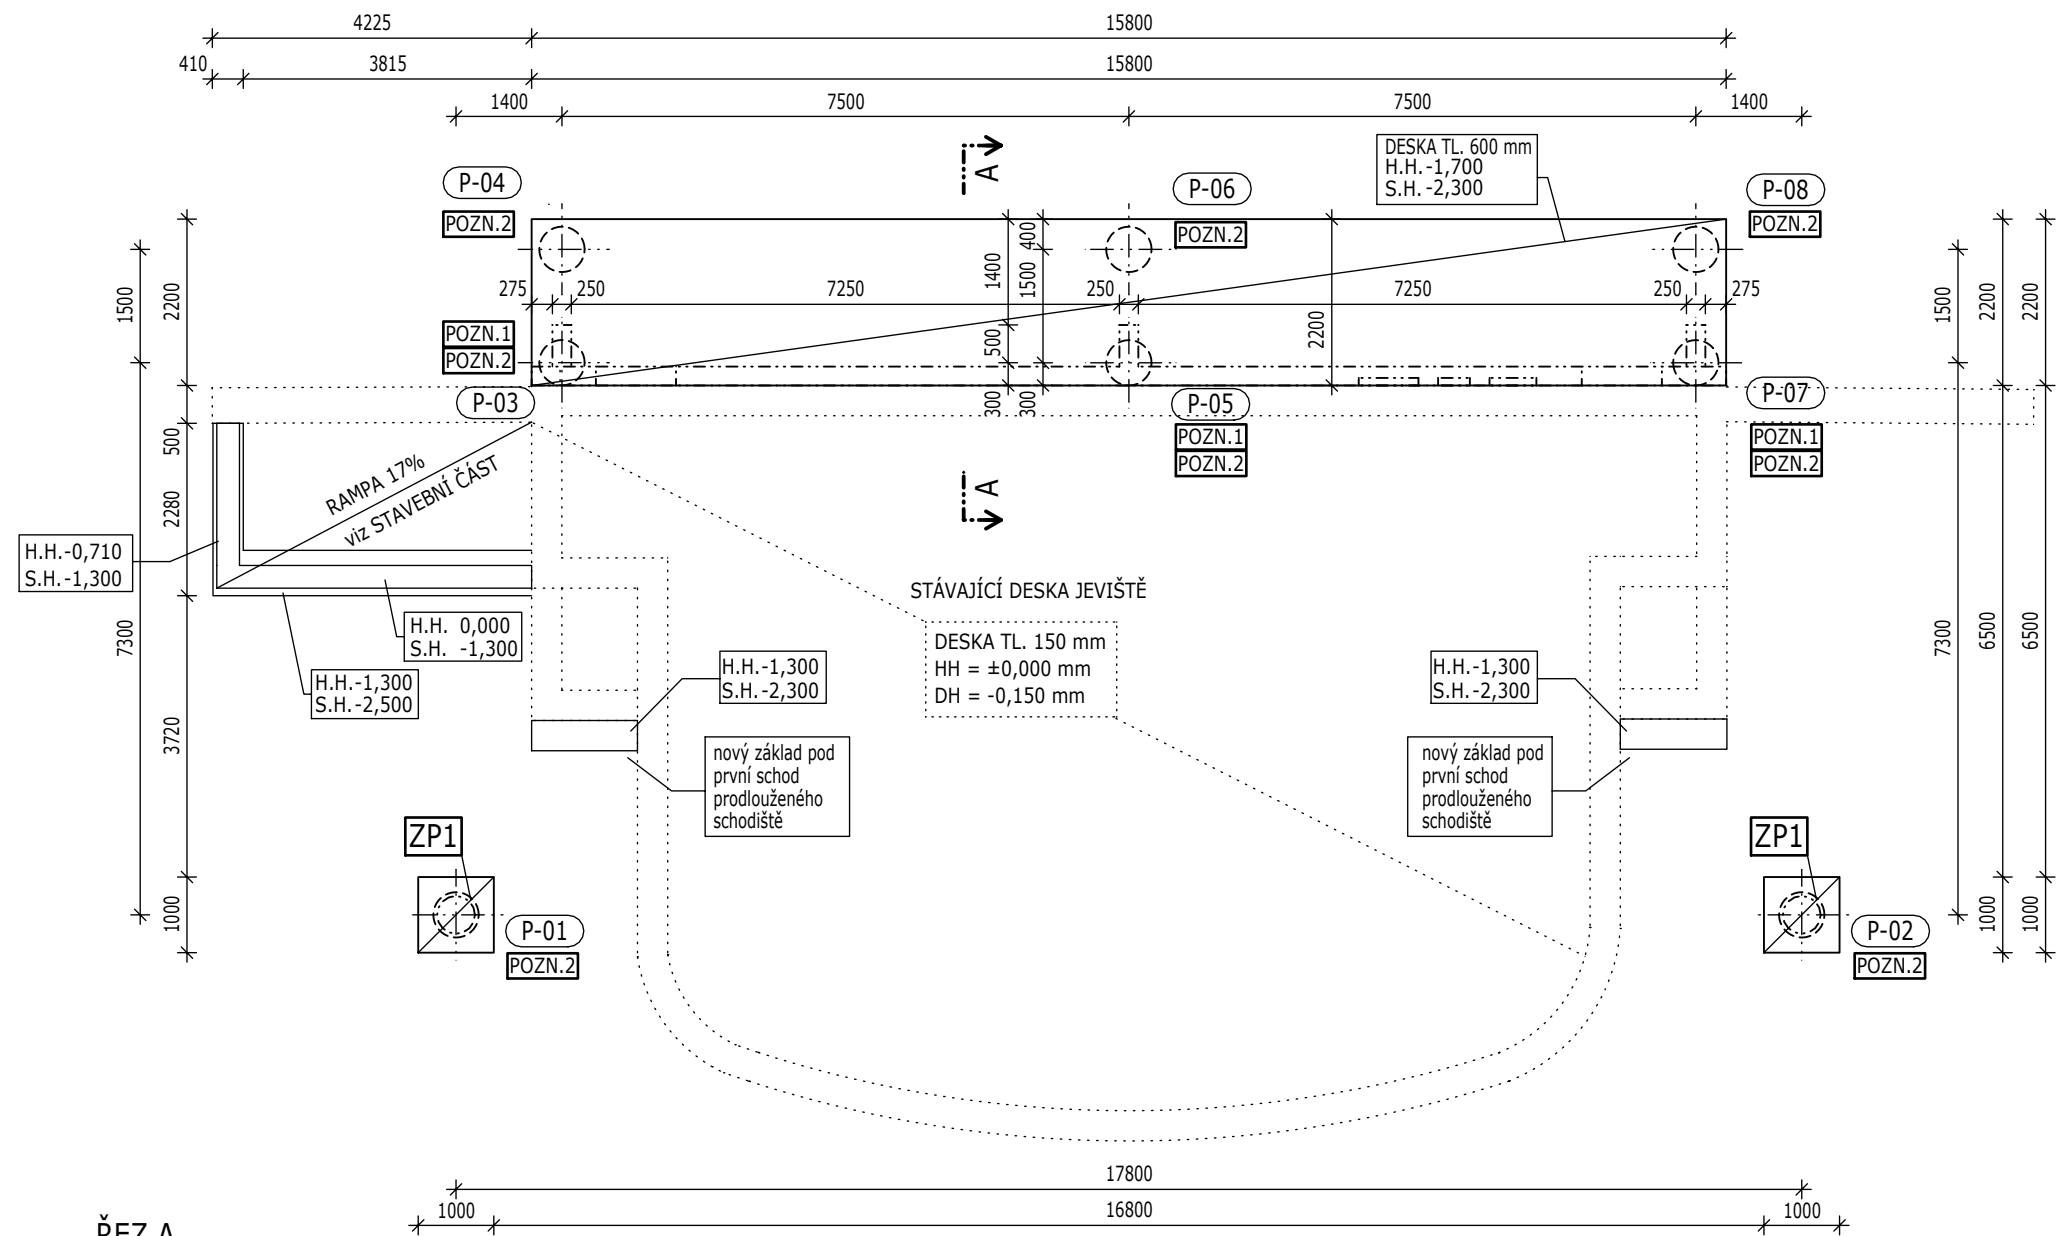 4225
15800
410
3815
15800
1400
7500
7500
1400
DESKA TL. 600 mm
H.H. -1,700
S.H. -2,300
A
P-04
POZN.2
P-06
POZN.2
P-08
POZN.2
1500
2200
275
250
7250
1400
500
300
400
1500
300
250
7250
2200
250
275
1500
2200
2200
POZN.1
POZN.2
P-03
P-05
POZN.1
POZN.2
P-07
POZN.1
POZN.2
500
2280
RAMPA 17%
viz STAVEBNÍ ČÁST
A
H.H.-0,710
S.H.-1,300
STÁVAJÍCÍ DESKA JEVIŠTĚ
DESKA TL. 150 mm
HH = ±0,000 mm
DH = -0,150 mm
H.H. 0,000
S.H. -1,300
H.H.-1,300
S.H.-2,500
H.H.-1,300
S.H.-2,300
H.H.-1,300
S.H.-2,300
7300
3720
7300
6500
6500
nový základ pod
první schod
prodlouženého
schodiště
nový základ pod
první schod
prodlouženého
schodiště
ZP1
ZP1
1000
P-01
POZN.2
P-02
POZN.2
1000
1000
17800
1000
16800
1000
ŘEZ A